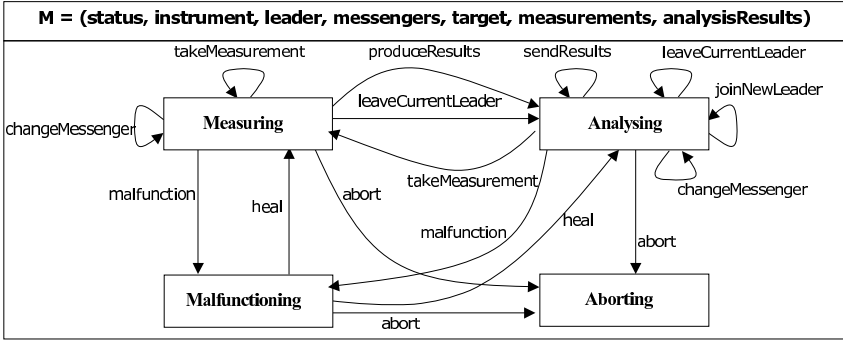 M = (status, instrument, leader, messengers, target, measurements, analysisResults)
takeMeasurement
produceResults
sendResults
leaveCurrentLeader
joinNewLeader
leaveCurrentLeader
changeMessenger
Measuring
Analysing
takeMeasurement
changeMessenger
malfunction
heal
abort
malfunction
heal
abort
Malfunctioning
Aborting
abort